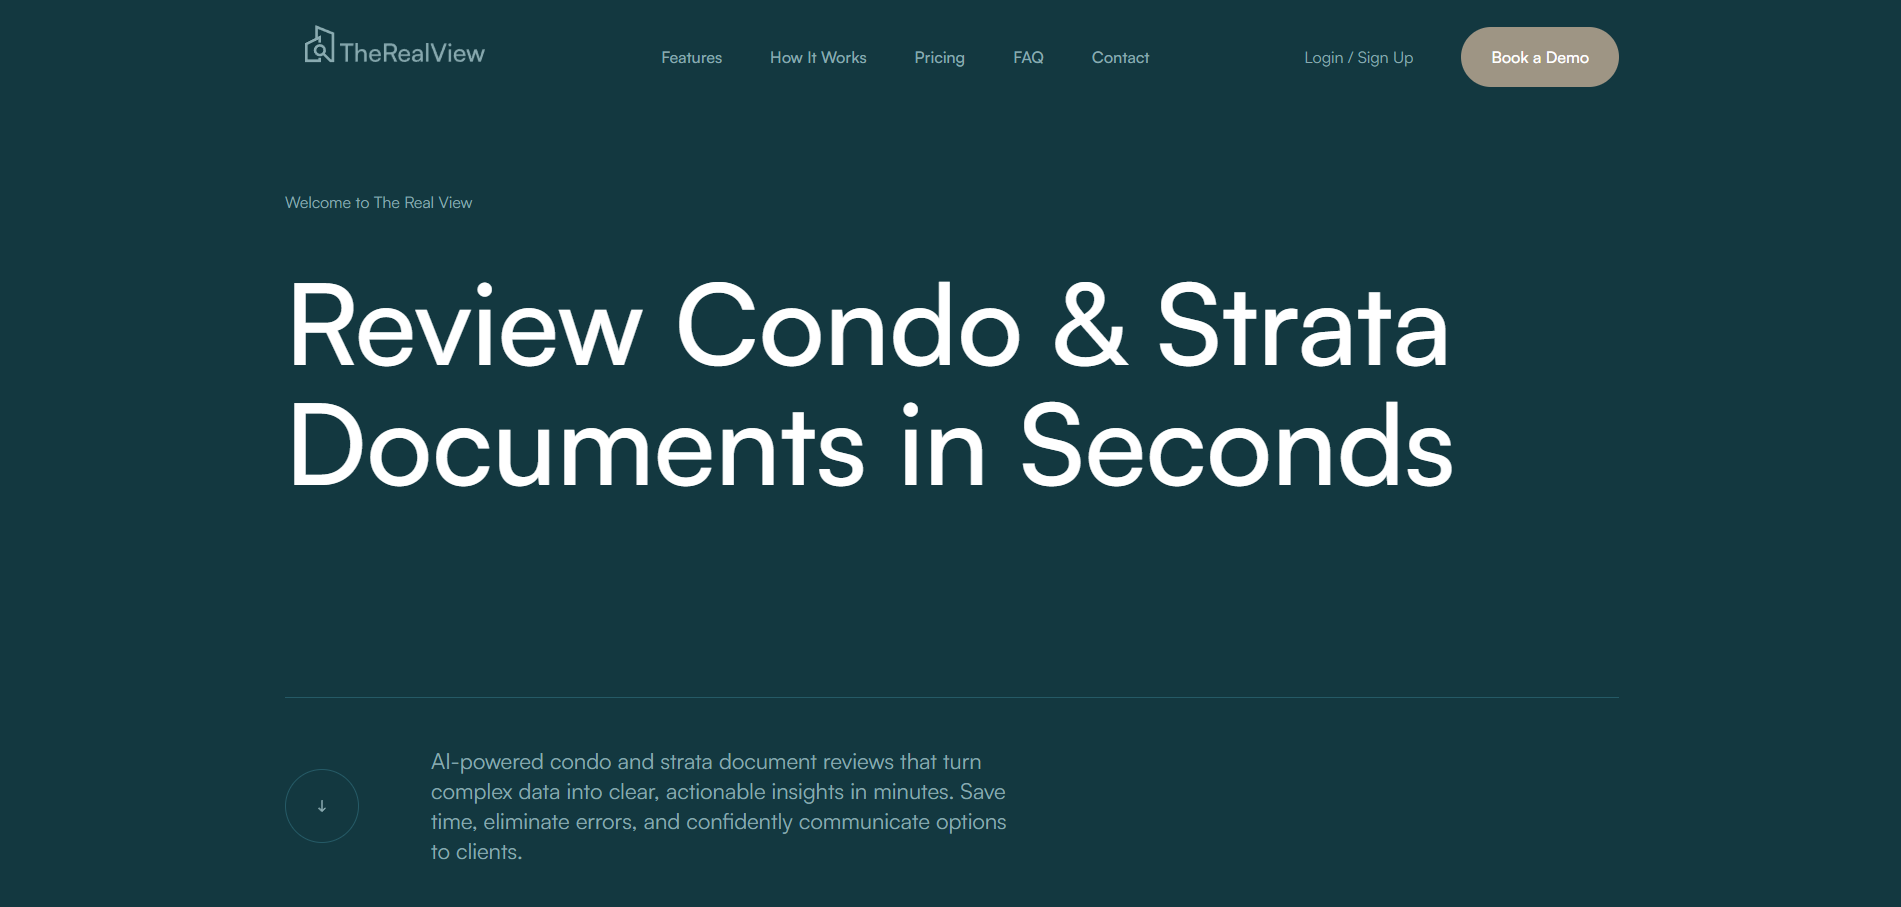 TheRealView
Features
How It Works
Pricing
FAQ
Contact
Login / Sign Up
Book a Demo
Welcome to The Real View
Review Condo & Strata
Documents in Seconds
AI-powered condo and strata document reviews that turn
complex data into clear, actionable insights in minutes. Save
time, eliminate errors, and confidently communicate options
to clients.